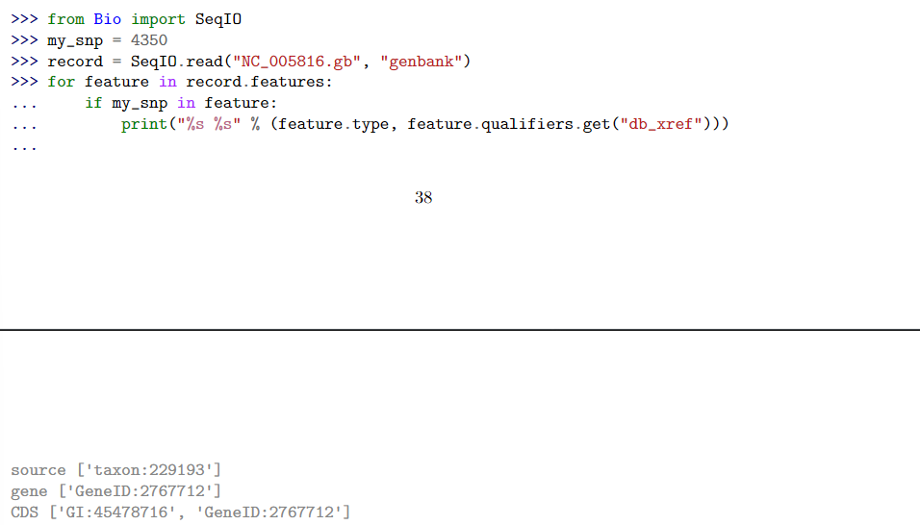 >>> from Bio import SeqIO
>>> my_snp = 4350
>>> record = SeqIO.read("NC_005816.gb", "genbank")
>>> for feature in record.features:
...     if my_snp in feature:
...         print("%s %s" % (feature.type, feature.qualifiers.get("db_xref")))
...
38
source ['taxon:229193']
gene ['GeneID:2767712']
CDS ['GI:45478716', 'GeneID:2767712']